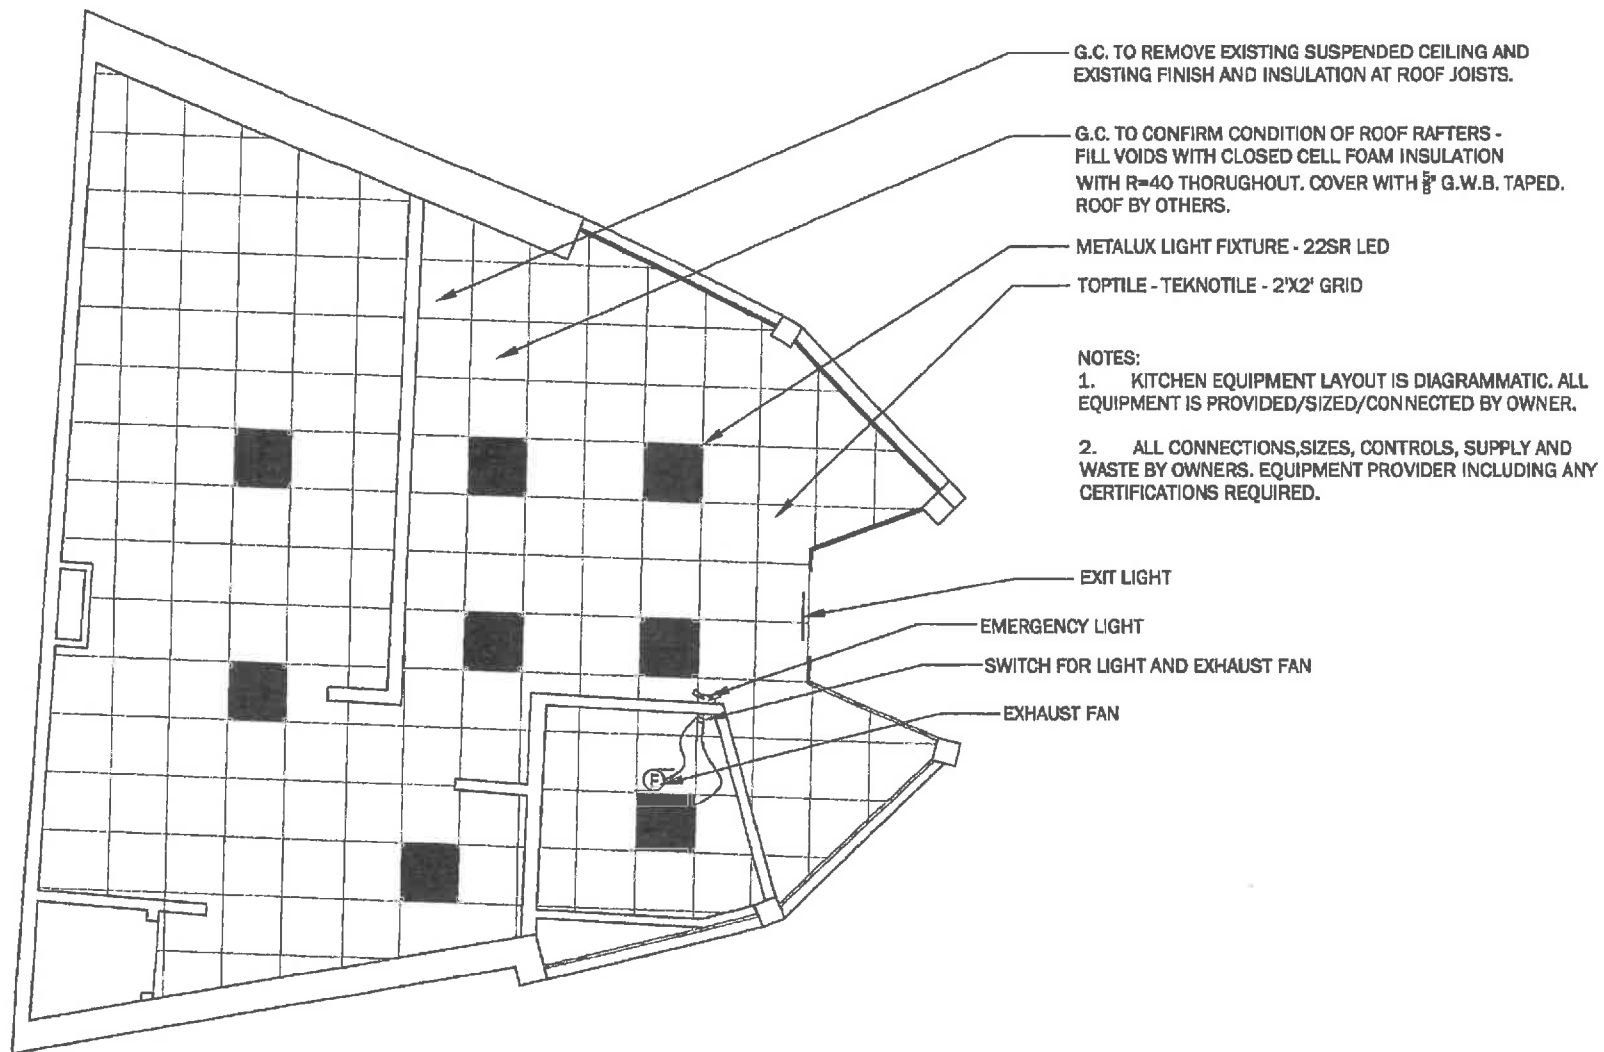 G.C. TO REMOVE EXISTING SUSPENDED CEILING AND
EXISTING FINISH AND INSULATION AT ROOF JOISTS.
G.C. TO CONFIRM CONDITION OF ROOF RAFTERS -
FILL VOIDS WITH CLOSED CELL FOAM INSULATION
WITH R=40 THORUGHOUT. COVER WITH 5/8" G.W.B. TAPED.
ROOF BY OTHERS.
METALUX LIGHT FIXTURE - 22SR LED
TOPTILE - TEKNOTILE - 2'X2' GRID
NOTES:
1. KITCHEN EQUIPMENT LAYOUT IS DIAGRAMMATIC. ALL
EQUIPMENT IS PROVIDED/SIZED/CONNECTED BY OWNER.
2. ALL CONNECTIONS,SIZES, CONTROLS, SUPPLY AND
WASTE BY OWNERS. EQUIPMENT PROVIDER INCLUDING ANY
CERTIFICATIONS REQUIRED.
EXIT LIGHT
EMERGENCY LIGHT
SWITCH FOR LIGHT AND EXHAUST FAN
EXHAUST FAN
F